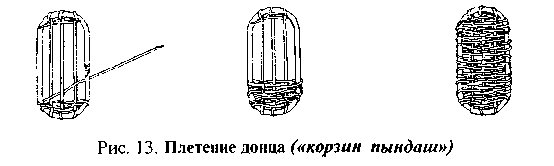 Рис. 13. Плетение донца («корзин пындаш»)